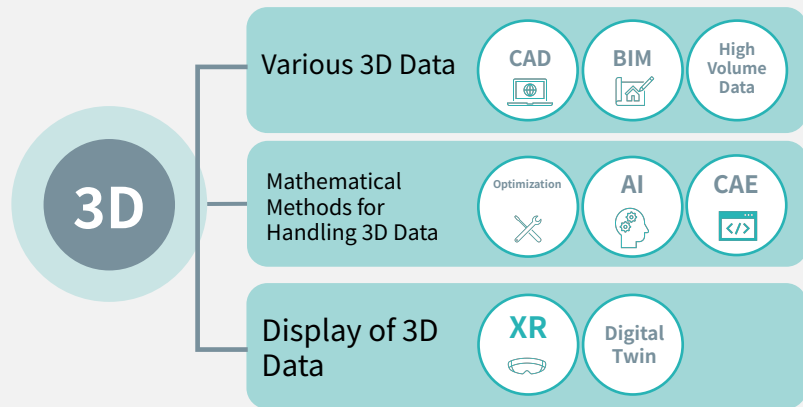 3D
Various 3D Data
CAD
BIM
High
Volume
Data
Mathematical
Methods for
Handling 3D Data
Optimization
AI
CAE
</>
Display of 3D
Data
XR
Digital
Twin